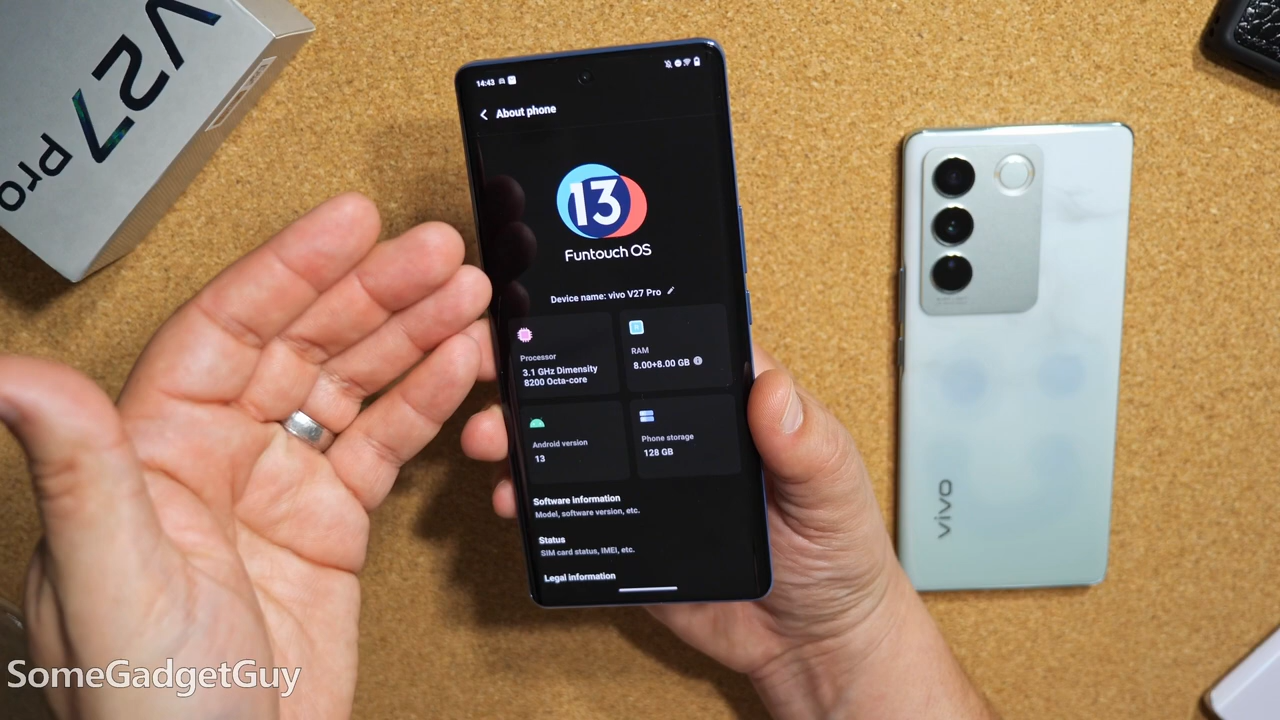 V27 Pro
14:43
About phone
13
Funtouch OS
Device name: vivo V27 Pro
Processor
3.1 GHz Dimensity
8200 Octa-core
RAM
8.00+8.00 GB
Android version
13
Phone storage
128 GB
Software information
Model, software version, etc.
Status
SIM card status, IMEI, etc.
Legal information
vivo
SomeGadgetGuy